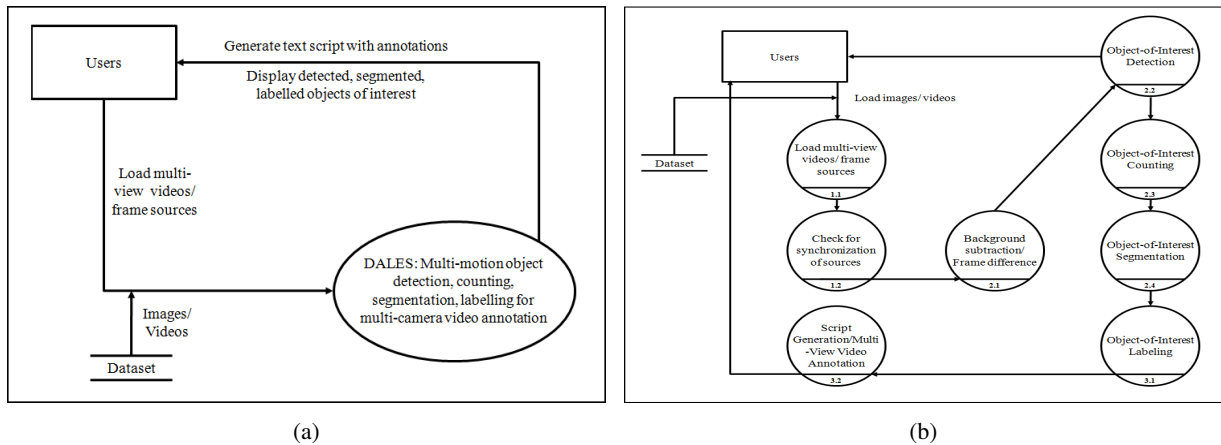 Users
Generate text script with annotations
Display detected, segmented,
labelled objects of interest
Load multi-
view videos/
frame sources
DALES: Multi-motion object
detection, counting,
segmentation, labelling for
multi-camera video annotation
Images/
Videos
Dataset
(a)
Users
Load images/ videos
Dataset
Load multi-view
videos/ frame
sources
1.1
Check for
synchronization
of sources
1.2
Background
subtraction/
Frame difference
2.1
Object-of-Interest
Detection
2.2
Object-of-Interest
Counting
2.3
Object-of-Interest
Segmentation
2.4
Object-of-Interest
Labeling
3.1
Script
Generation/Multi
-View Video
Annotation
3.2
(b)